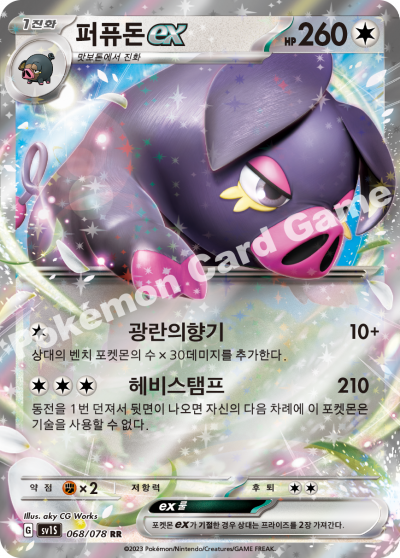 1진화
퍼퓨돈 ex
HP 260
맛보돈에서 진화
Pokémon Card Game
광란의향기 10+
상대의 벤치 포켓몬의 수×30데미지를 추가한다.
헤비스탬프 210
동전을 1번 던져서 뒷면이 나오면 자신의 다음 차례에 이 포켓몬은
기술을 사용할 수 없다.
약점 ×2 저항력 후퇴
ex룰
포켓몬 ex가 기절한 경우 상대는 프라이즈를 2장 가져간다.
Illus. aky CG Works
G sv1S 068/078 RR
©2023 Pokémon/Nintendo/Creatures/GAME FREAK.